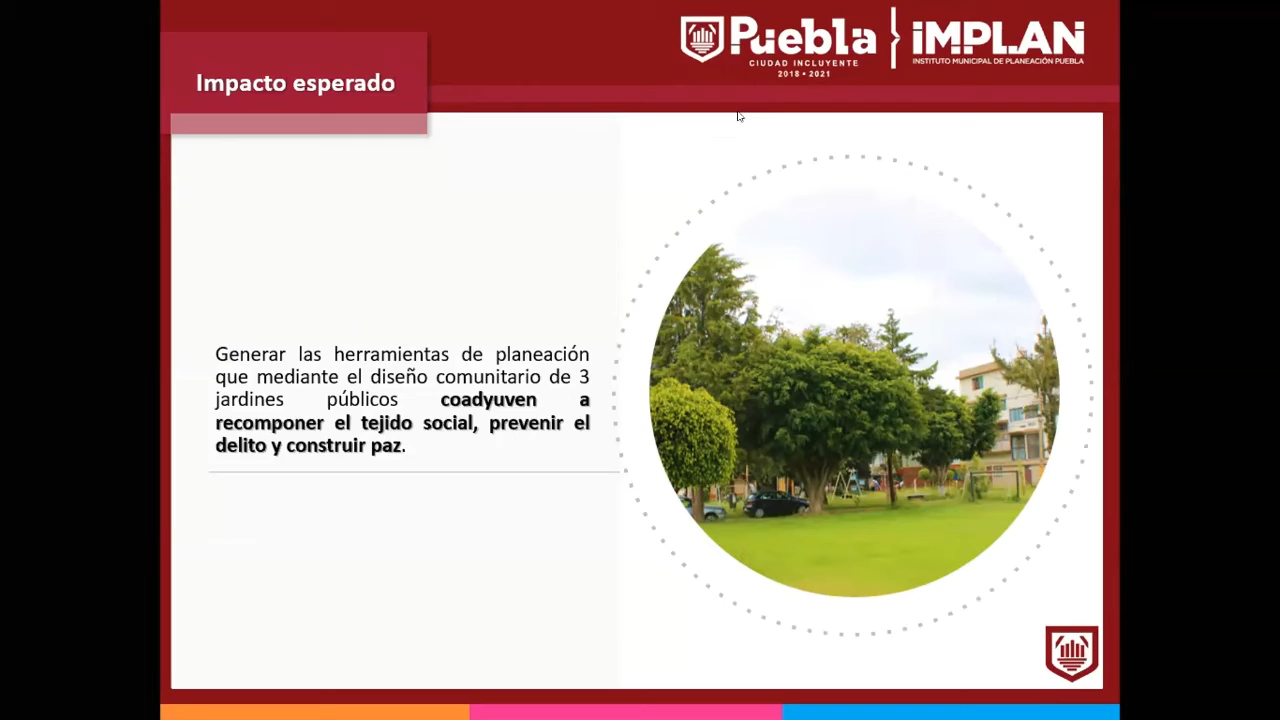 Impacto esperado
Puebla
CIUDAD INCLUYENTE
2018 • 2021
iMPLAN
INSTITUTO MUNICIPAL DE PLANEACIÓN PUEBLA
Generar las herramientas de planeación
que mediante el diseño comunitario de 3
jardines públicos coadyuven a
recomponer el tejido social, prevenir el
delito y construir paz.